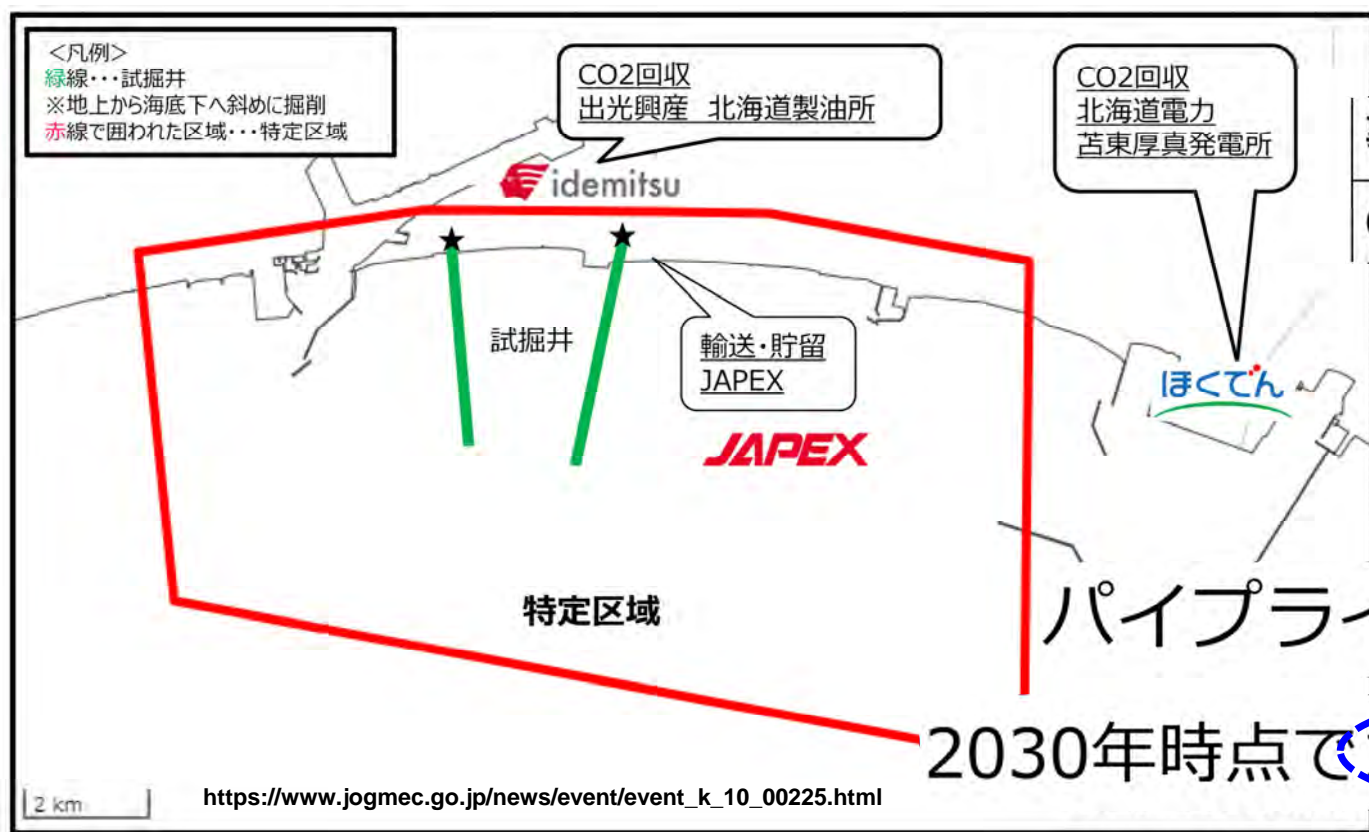 <凡例>
緑線・・・試掘井
※地上から海底下へ斜めに掘削
赤線で囲われた区域・・・特定区域
CO2回収
出光興産 北海道製油所
CO2回収
北海道電力
苫東厚真発電所
idemitsu
試掘井
輸送・貯留
JAPEX
ほくでん
JAPEX
特定区域
パイプライ
2030年時点で
2 km
https://www.jogmec.go.jp/news/event/event_k_10_00225.html